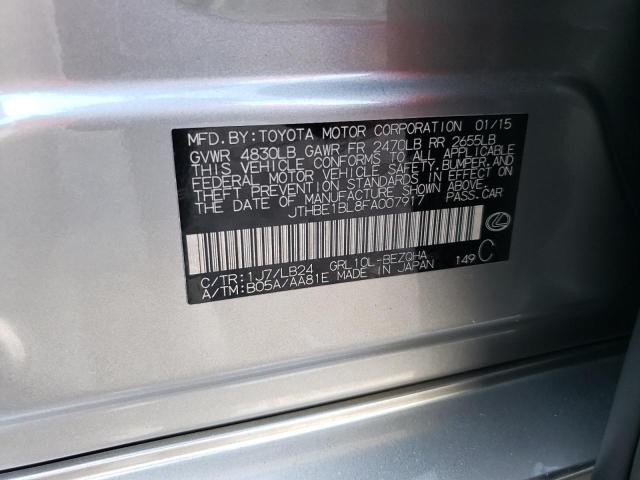 MFD.BY:TOYOTA MOTOR CORPORATION 01/15
GVWR 4830LB GAWR FR 2470LB RR 2655LB
THIS VEHICLE CONFORMS TO ALL APPLICABLE
FEDERAL MOTOR VEHICLE SAFETY, BUMPER, AND
THEFT PREVENTION STANDARDS IN EFFECT ON
THE DATE OF MANUFACTURE SHOWN ABOVE.
JTHBE1BL8FA007917 PASS-CAR
C/TR:1J7/LB24 GRL10L-BEZQHA
A/TM:B05A/AA81E MADE IN JAPAN 149 C